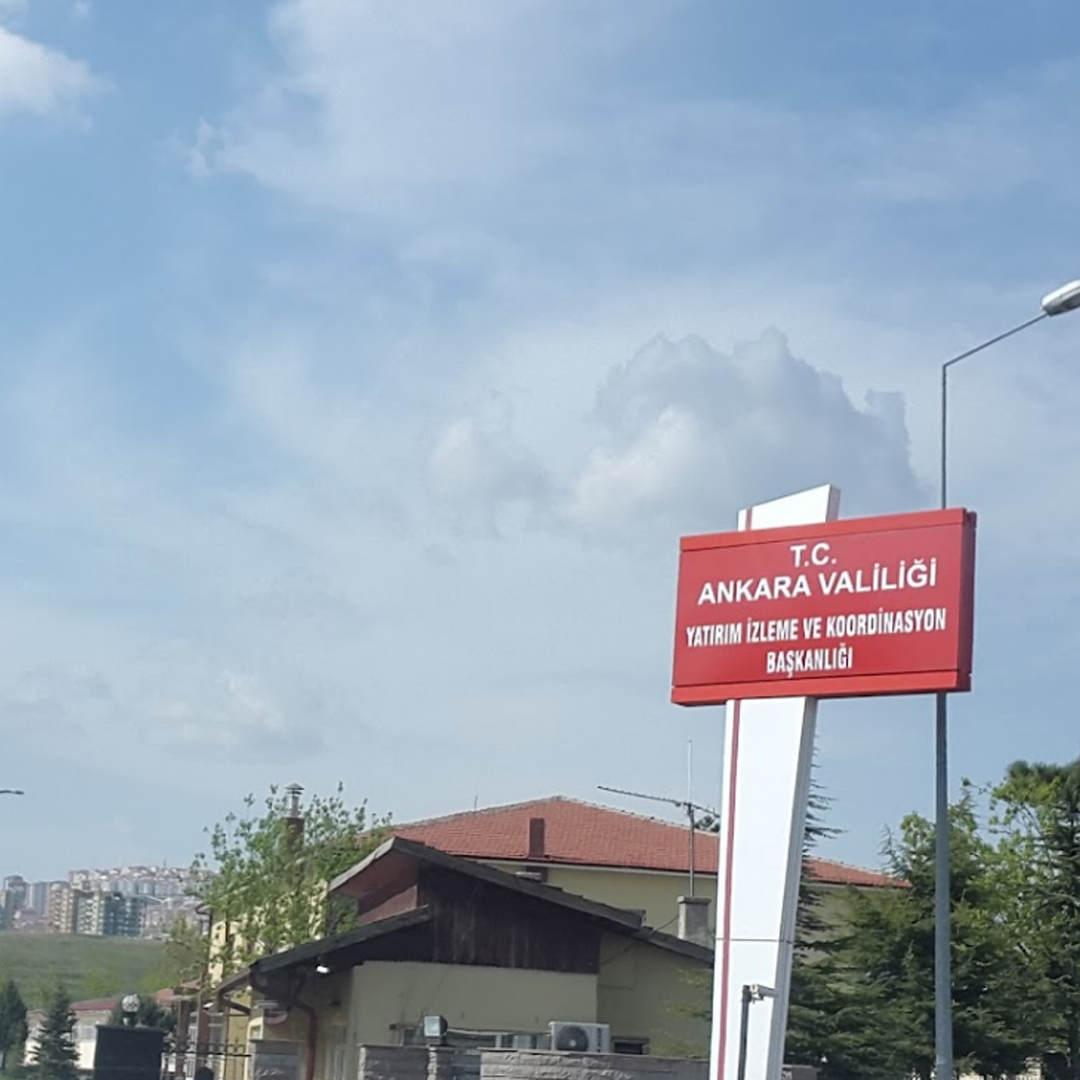 T.C.
ANKARA VALİLİĞİ
YATIRIM İZLEME VE KOORDİNASYON
BAŞKANLIĞI